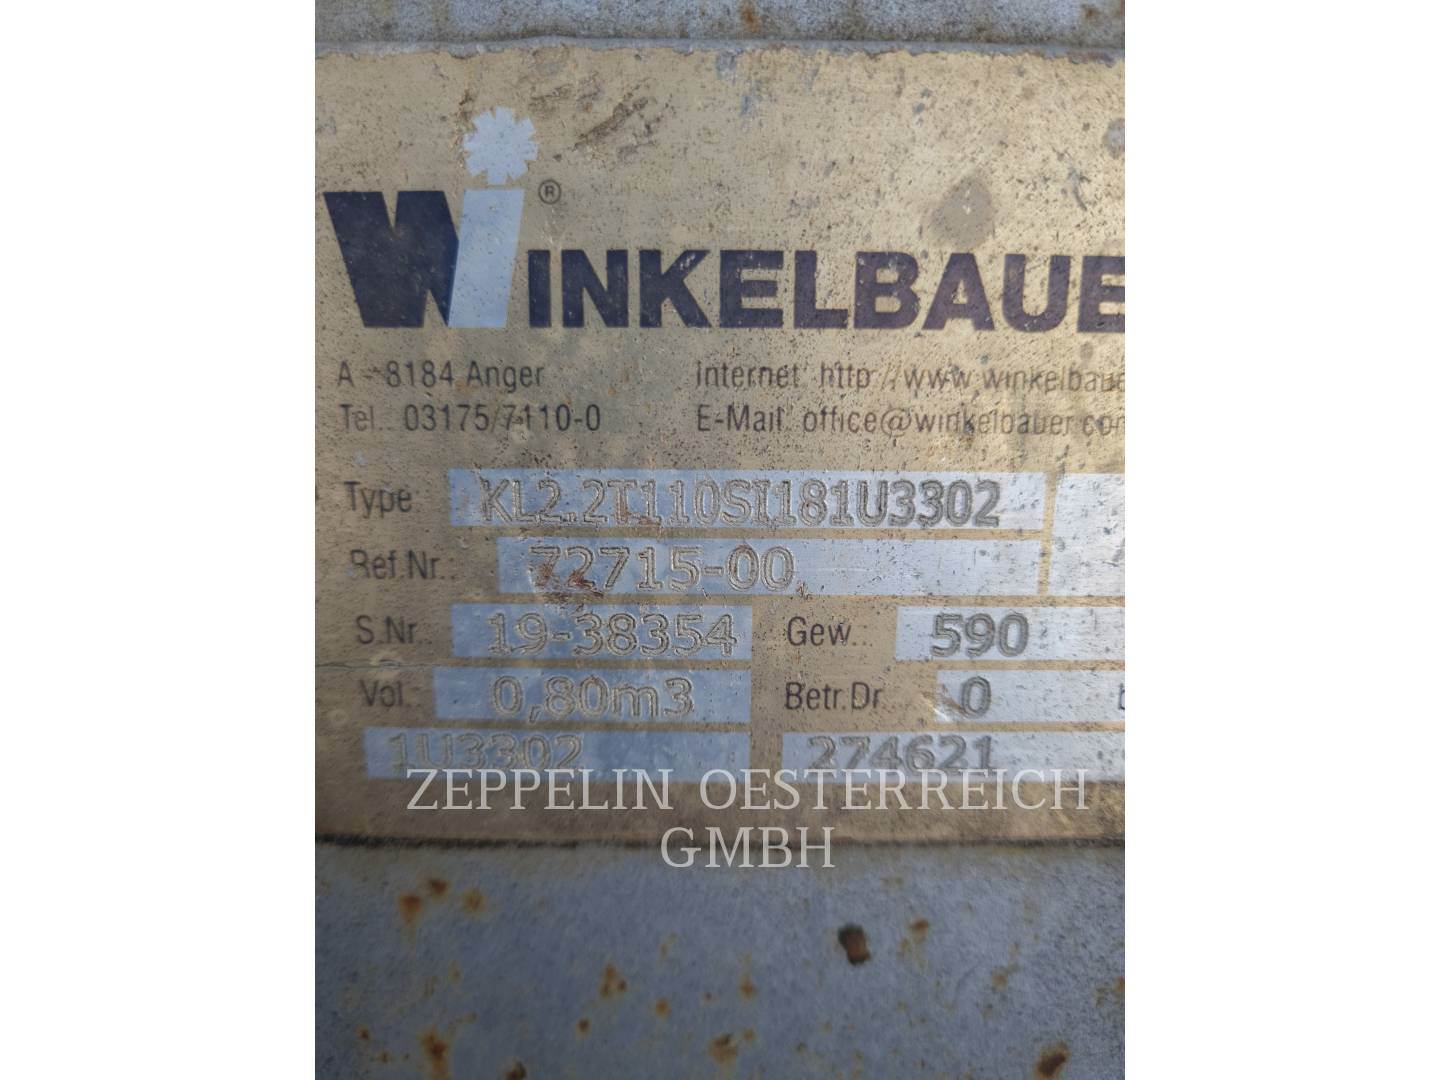 WINKELBAUE
A - 8184 Anger Internet: http://www.winkelbaue
Tel.: 03175/7110-0 E-Mail: office@winkelbauer.com
Type KL2.2T110SI181U3302
Ref.Nr.: 72715-00
S.Nr.: 19-38354 Gew.: 590
Vol.: 0,80m3 Betr.Dr. 0
1U3302 274621
ZEPPELIN OESTERREICH
GMBH